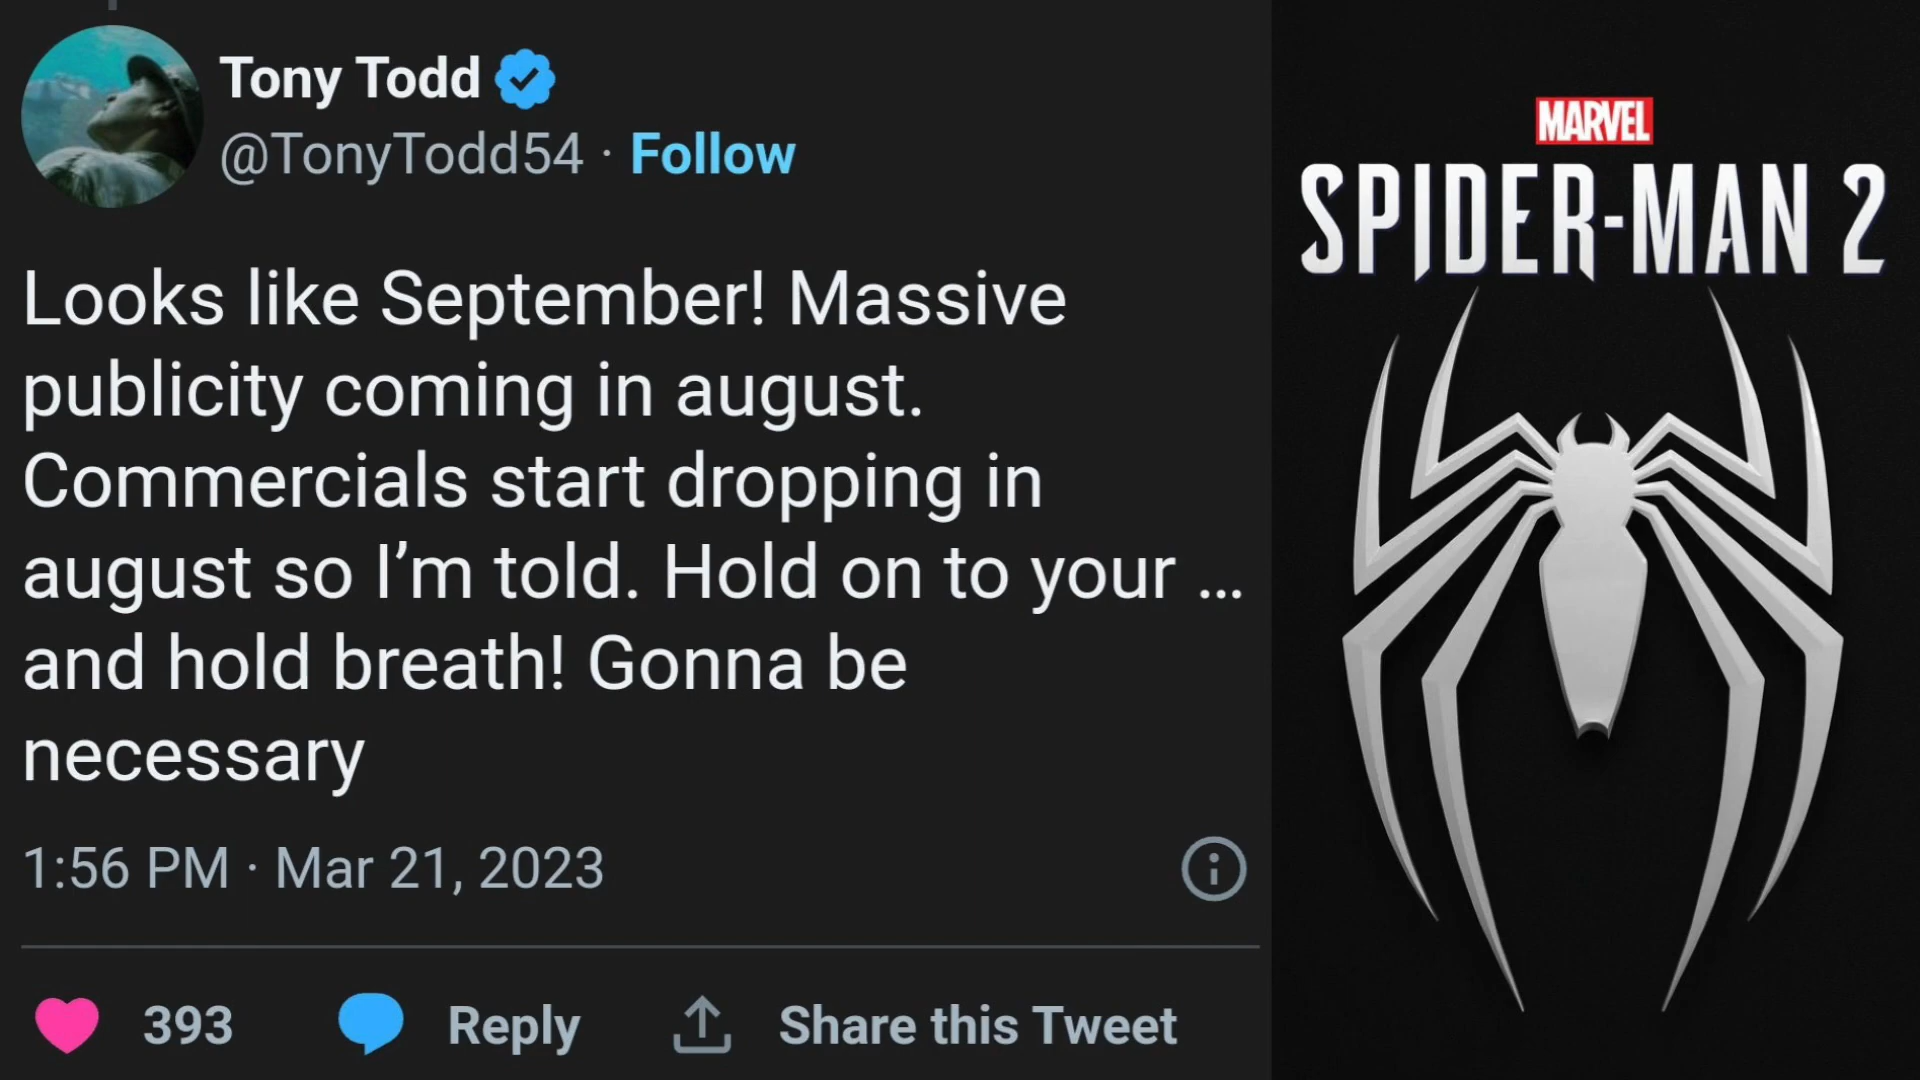 Tony Todd
@TonyTodd54 · Follow
Looks like September! Massive
publicity coming in august.
Commercials start dropping in
august so I’m told. Hold on to your ...
and hold breath! Gonna be
necessary
1:56 PM · Mar 21, 2023
393 Reply Share this Tweet
MARVEL
SPIDER-MAN 2